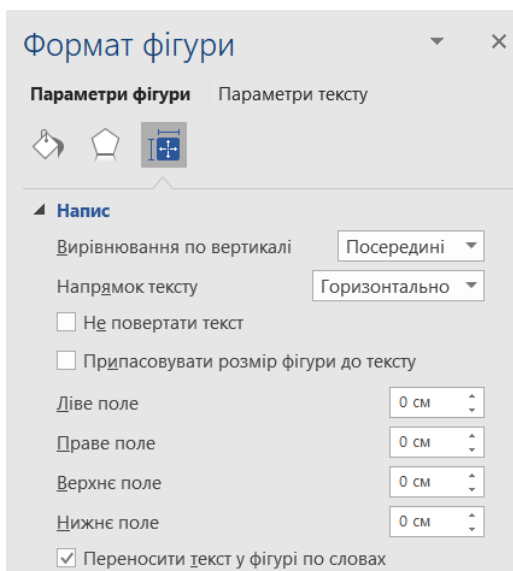 Формат фігури
Параметри фігури Параметри тексту
Напис
Вирівнювання по вертикалі Посередині
Напрямок тексту Горизонтально
Не повертати текст
Припасовувати розмір фігури до тексту
Ліве поле 0 см
Праве поле 0 см
Верхнє поле 0 см
Нижнє поле 0 см
Переносити текст у фігурі по словах